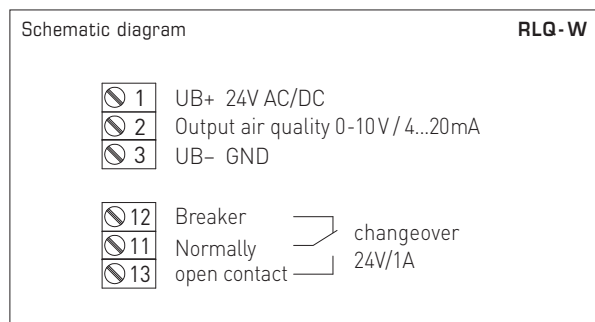 Schematic diagram RLQ-W
1 UB+ 24V AC/DC
2 Output air quality 0-10V / 4...20mA
3 UB– GND
12 Breaker
changeover
11 Normally
24V/1A
13 open contact